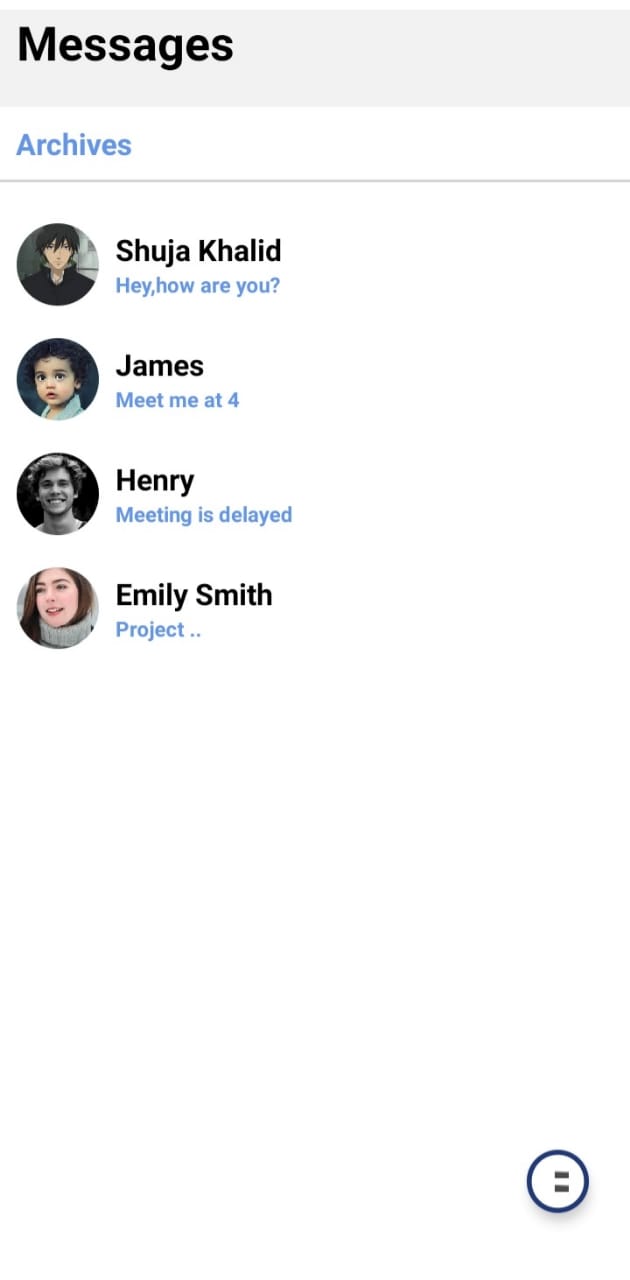 Messages
Archives
Shuja Khalid
Hey,how are you?
James
Meet me at 4
Henry
Meeting is delayed
Emily Smith
Project ..